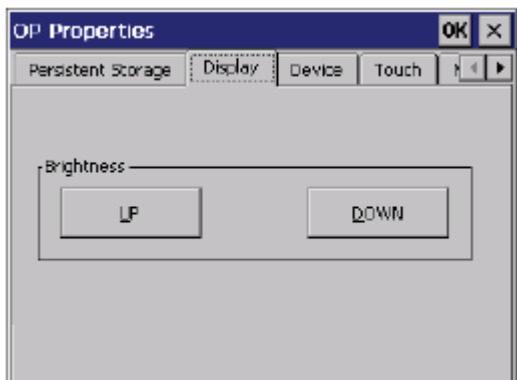 OP Properties OK ×
Persistent Storage Display Device Touch
Brightness
UP DOWN